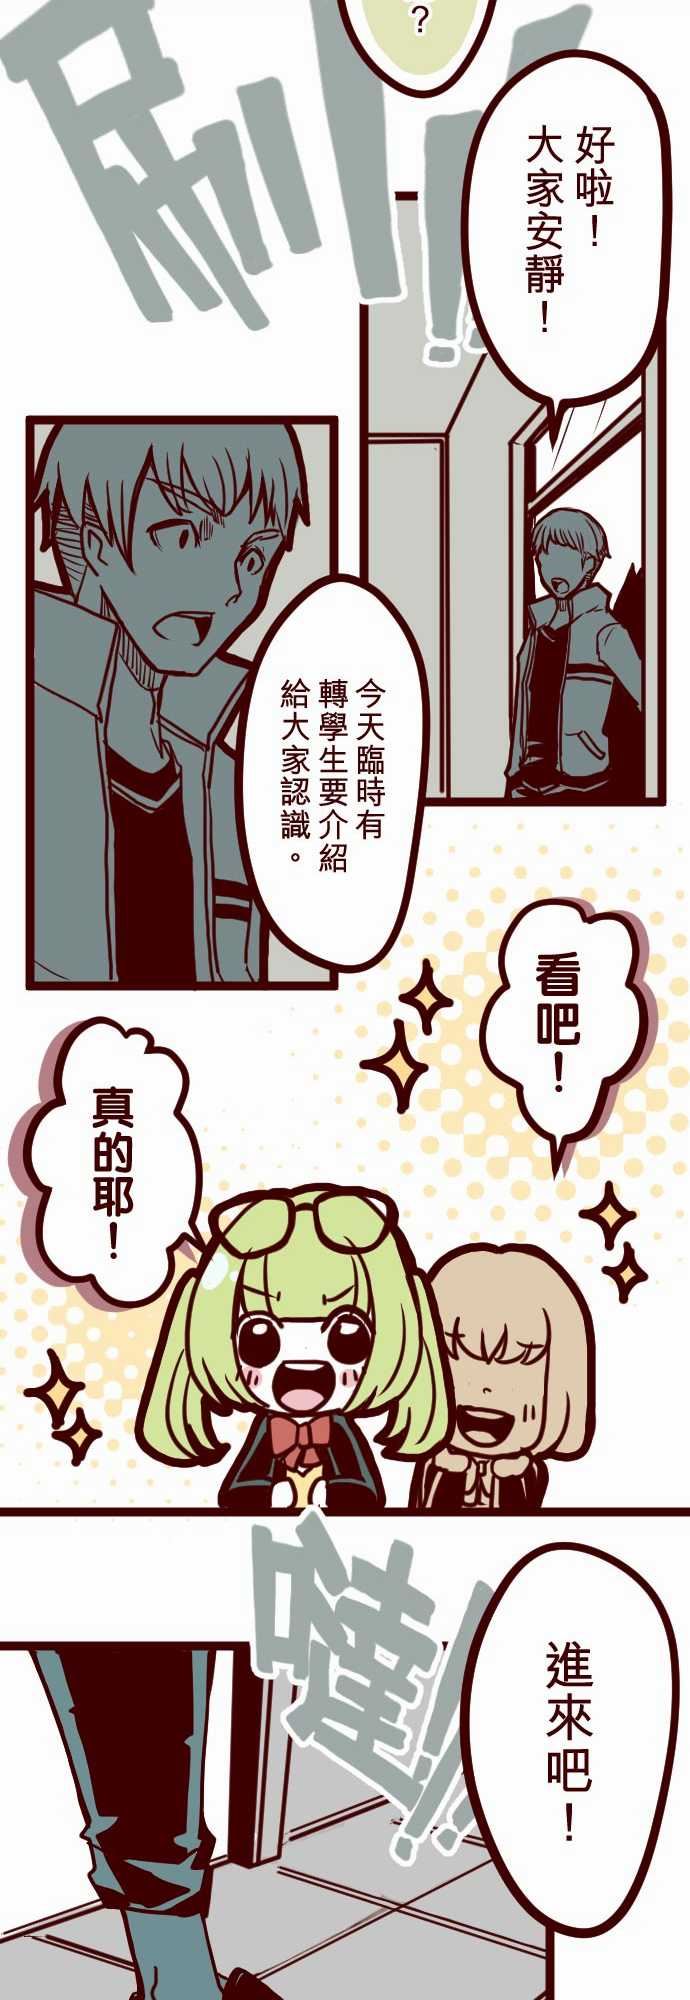 ？
刷！！
好啦！
大家安靜！
今天臨時有
轉學生要介紹
給大家認識。
看吧！
真的耶！
噠！！
進來吧！